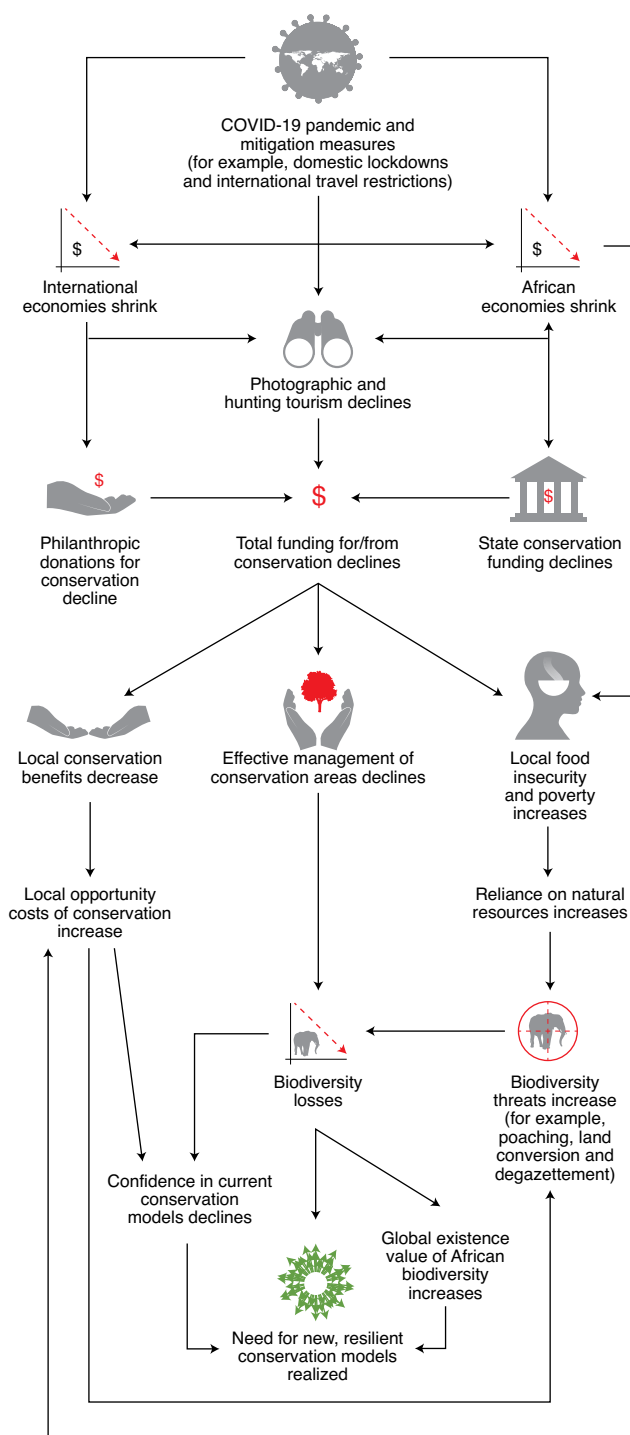 COVID-19 pandemic and
mitigation measures
(for example, domestic lockdowns
and international travel restrictions)
$
International
economies shrink
$
African
economies shrink
Photographic and
hunting tourism declines
$
Philanthropic
donations for
conservation
decline
$
Total funding for/from
conservation declines
$
State conservation
funding declines
Local conservation
benefits decrease
Effective management of
conservation areas declines
Local food
insecurity
and poverty
increases
Local opportunity
costs of conservation
increase
Reliance on natural
resources increases
Biodiversity
losses
Biodiversity
threats increase
(for example,
poaching, land
conversion and
degazettement)
Confidence in current
conservation
models declines
Global existence
value of African
biodiversity
increases
Need for new, resilient
conservation models
realized